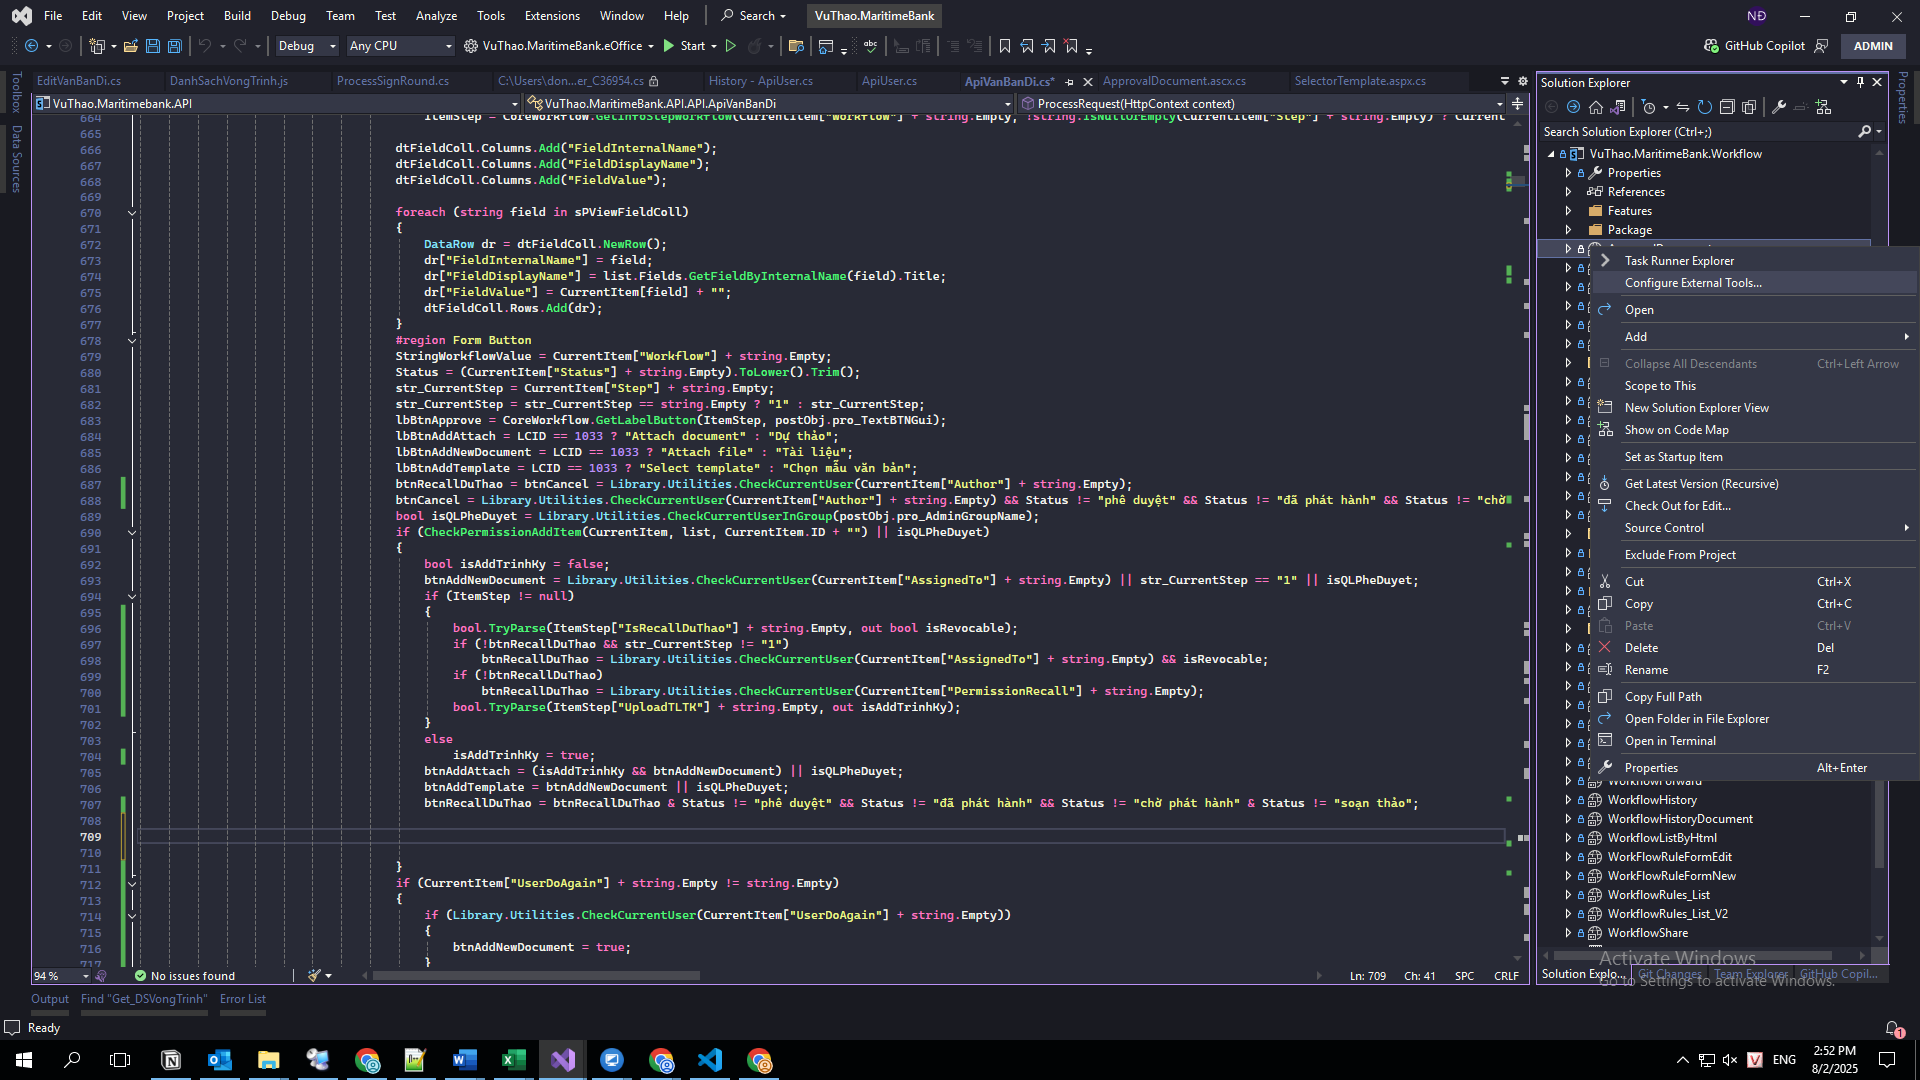 File Edit View Project Build Debug Team Test Analyze Tools Extensions Window Help Search VuThao.MaritimeBank NĐ
Debug Any CPU VuThao.MaritimeBank.eOffice Start GitHub Copilot ADMIN
EditVanBanDi.cs DanhSachVongTrinh.js ProcessSignRound.cs C:\Users\don...er_C36954.cs History - ApiUser.cs ApiUser.cs ApiVanBanDi.cs* ApprovalDocument.ascx.cs SelectorTemplate.aspx.cs
VuThao.Maritimebank.API VuThao.MaritimeBank.API.API.ApiVanBanDi ProcessRequest(HttpContext context)
Toolbox
Data Sources
664 ItemStep = CoreWorkflow.GetInfoStepWorkflow(CurrentItem["Workflow"] + string.Empty, !string.IsNullOrEmpty(CurrentItem["Step"] + string.Empty) ? Current
665
666 dtFieldColl.Columns.Add("FieldInternalName");
667 dtFieldColl.Columns.Add("FieldDisplayName");
668 dtFieldColl.Columns.Add("FieldValue");
669
670 foreach (string field in sPViewFieldColl)
671 {
672 DataRow dr = dtFieldColl.NewRow();
673 dr["FieldInternalName"] = field;
674 dr["FieldDisplayName"] = list.Fields.GetFieldByInternalName(field).Title;
675 dr["FieldValue"] = CurrentItem[field] + "";
676 dtFieldColl.Rows.Add(dr);
677 }
678 #region Form Button
679 StringWorkflowValue = CurrentItem["Workflow"] + string.Empty;
680 Status = (CurrentItem["Status"] + string.Empty).ToLower().Trim();
681 str_CurrentStep = CurrentItem["Step"] + string.Empty;
682 str_CurrentStep = str_CurrentStep == string.Empty ? "1" : str_CurrentStep;
683 lbBtnApprove = CoreWorkflow.GetLabelButton(ItemStep, postObj.pro_TextBTNGui);
684 lbBtnAddAttach = LCID == 1033 ? "Attach document" : "Dự thảo";
685 lbBtnAddNewDocument = LCID == 1033 ? "Attach file" : "Tài liệu";
686 lbBtnAddTemplate = LCID == 1033 ? "Select template" : "Chọn mẫu văn bản";
687 btnRecallDuThao = btnCancel = Library.Utilities.CheckCurrentUser(CurrentItem["Author"] + string.Empty);
688 btnCancel = Library.Utilities.CheckCurrentUser(CurrentItem["Author"] + string.Empty) && Status != "phê duyệt" && Status != "đã phát hành" && Status != "chờ
689 bool isQLPheDuyet = Library.Utilities.CheckCurrentUserInGroup(postObj.pro_AdminGroupName);
690 if (CheckPermissionAddItem(CurrentItem, list, CurrentItem.ID + "") || isQLPheDuyet)
691 {
692 bool isAddTrinhKy = false;
693 btnAddNewDocument = Library.Utilities.CheckCurrentUser(CurrentItem["AssignedTo"] + string.Empty) || str_CurrentStep == "1" || isQLPheDuyet;
694 if (ItemStep != null)
695 {
696 bool.TryParse(ItemStep["IsRecallDuThao"] + string.Empty, out bool isRevocable);
697 if (!btnRecallDuThao && str_CurrentStep != "1")
698 btnRecallDuThao = Library.Utilities.CheckCurrentUser(CurrentItem["AssignedTo"] + string.Empty) && isRevocable;
699 if (!btnRecallDuThao)
700 btnRecallDuThao = Library.Utilities.CheckCurrentUser(CurrentItem["PermissionRecall"] + string.Empty);
701 bool.TryParse(ItemStep["UploadTLTK"] + string.Empty, out isAddTrinhKy);
702 }
703 else
704 isAddTrinhKy = true;
705 btnAddAttach = (isAddTrinhKy && btnAddNewDocument) || isQLPheDuyet;
706 btnAddTemplate = btnAddNewDocument || isQLPheDuyet;
707 btnRecallDuThao = btnRecallDuThao & Status != "phê duyệt" && Status != "đã phát hành" && Status != "chờ phát hành" & Status != "soạn thảo";
708
709
710
711 }
712 if (CurrentItem["UserDoAgain"] + string.Empty != string.Empty)
713 {
714 if (Library.Utilities.CheckCurrentUser(CurrentItem["UserDoAgain"] + string.Empty))
715 {
716 btnAddNewDocument = true;
717 }
94 % No issues found Ln: 709 Ch: 41 SPC CRLF
Output Find "Get_DSVongTrinh" Error List
Ready
Solution Explorer
Properties
Search Solution Explorer (Ctrl+;)
VuThao.MaritimeBank.Workflow
Properties
References
Features
Package
Task Runner Explorer
Configure External Tools...
Open
Add
Collapse All Descendants Ctrl+Left Arrow
Scope to This
New Solution Explorer View
Show on Code Map
Set as Startup Item
Get Latest Version (Recursive)
Check Out for Edit...
Source Control
Exclude From Project
Cut Ctrl+X
Copy Ctrl+C
Paste Ctrl+V
Delete Del
Rename F2
Copy Full Path
Open Folder in File Explorer
Open in Terminal
Properties Alt+Enter
WorkflowForward
WorkflowHistory
WorkflowHistoryDocument
WorkflowListByHtml
WorkFlowRuleFormEdit
WorkFlowRuleFormNew
WorkflowRules_List
WorkflowRules_List_V2
WorkflowShare
Activate Windows
Solution Explo... Git Changes Team Explorer GitHub Copil...
Go to Settings to activate Windows.
1
ENG 2:52 PM
8/2/2025